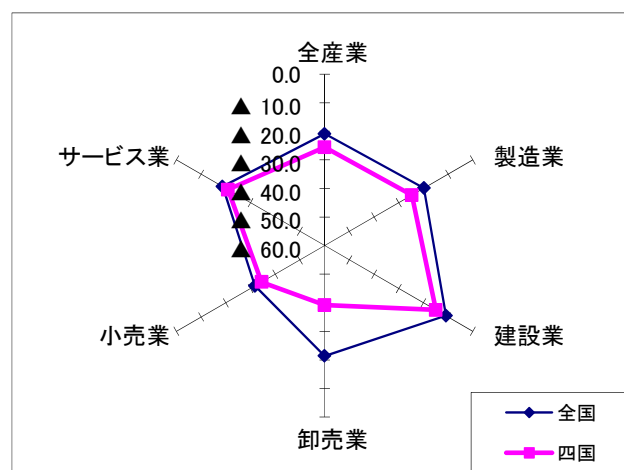 全産業
0.0
▲ 10.0
▲ 20.0
▲ 30.0
▲ 40.0
▲ 50.0
▲ 60.0
サービス業
製造業
小売業
建設業
卸売業
全国
四国